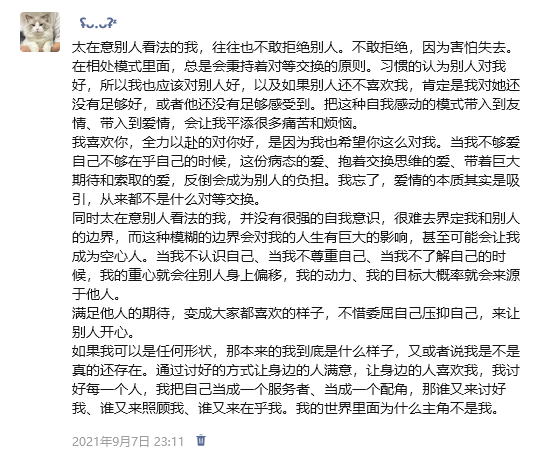 ʕ·ᴗ·ʔ²
太在意别人看法的我，往往也不敢拒绝别人。不敢拒绝，因为害怕失去。
在相处模式里面，总是会秉持着对等交换的原则。习惯的认为别人对我
好，所以我也应该对别人好，以及如果别人还不喜欢我，肯定是我对她还
没有足够好，或者他还没有足够感受到。把这种自我感动的模式带入到友
情、带入到爱情，会让我平添很多痛苦和烦恼。
我喜欢你，全力以赴的对你好，是因为我也希望你这么对我。当我不够爱
自己不够在乎自己的时候，这份病态的爱、抱着交换思维的爱、带着巨大
期待和索取的爱，反倒会成为别人的负担。我忘了，爱情的本质其实是吸
引，从来都不是什么对等交换。
同时太在意别人看法的我，并没有很强的自我意识，很难去界定我和别人
的边界，而这种模糊的边界会对我的人生有巨大的影响，甚至可能会让我
成为空心人。当我不认识自己、当我不尊重自己、当我不了解自己的时
候，我的重心就会往别人身上偏移，我的动力、我的目标大概率就会来源
于他人。
满足他人的期待，变成大家都喜欢的样子，不惜委屈自己压抑自己，来让
别人开心。
如果我可以是任何形状，那本来的我到底是什么样子，又或者说我是不是
真的还存在。通过讨好的方式让身边的人满意，让身边的人喜欢我，我讨
好每一个人，我把自己当成一个服务者、当成一个配角，那谁又来讨好
我、谁又来照顾我、谁又来在乎我。我的世界里面为什么主角不是我。
2021年9月7日 23:11